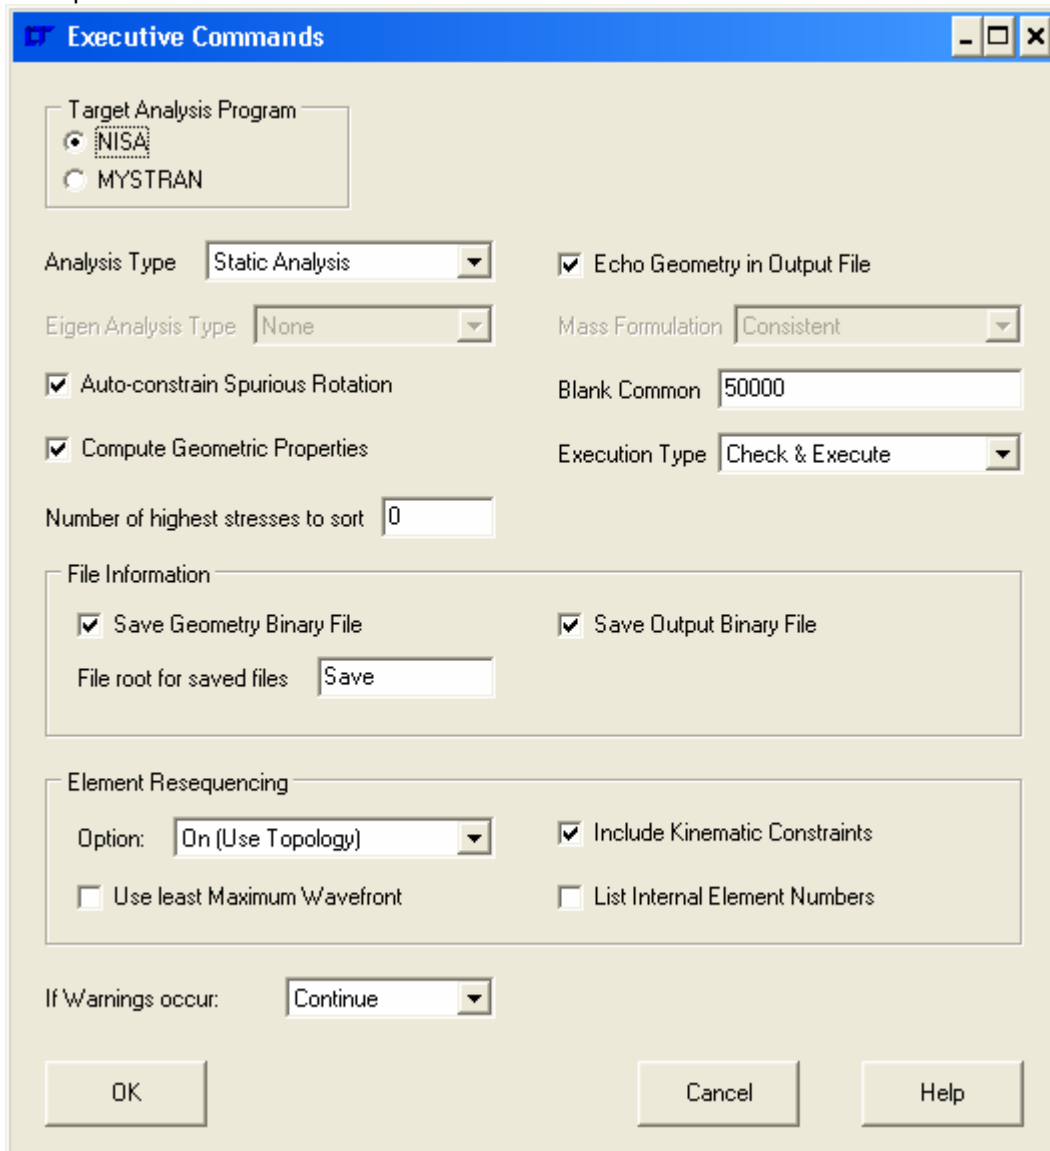 Executive Commands
Target Analysis Program
NISA
MYSTRAN
Analysis Type Static Analysis Echo Geometry in Output File
Eigen Analysis Type None Mass Formulation Consistent
Auto-constrain Spurious Rotation Blank Common 50000
Compute Geometric Properties Execution Type Check & Execute
Number of highest stresses to sort 0
File Information
Save Geometry Binary File Save Output Binary File
File root for saved files Save
Element Resequencing
Option: On (Use Topology) Include Kinematic Constraints
Use least Maximum Wavefront List Internal Element Numbers
If Warnings occur: Continue
OK Cancel Help